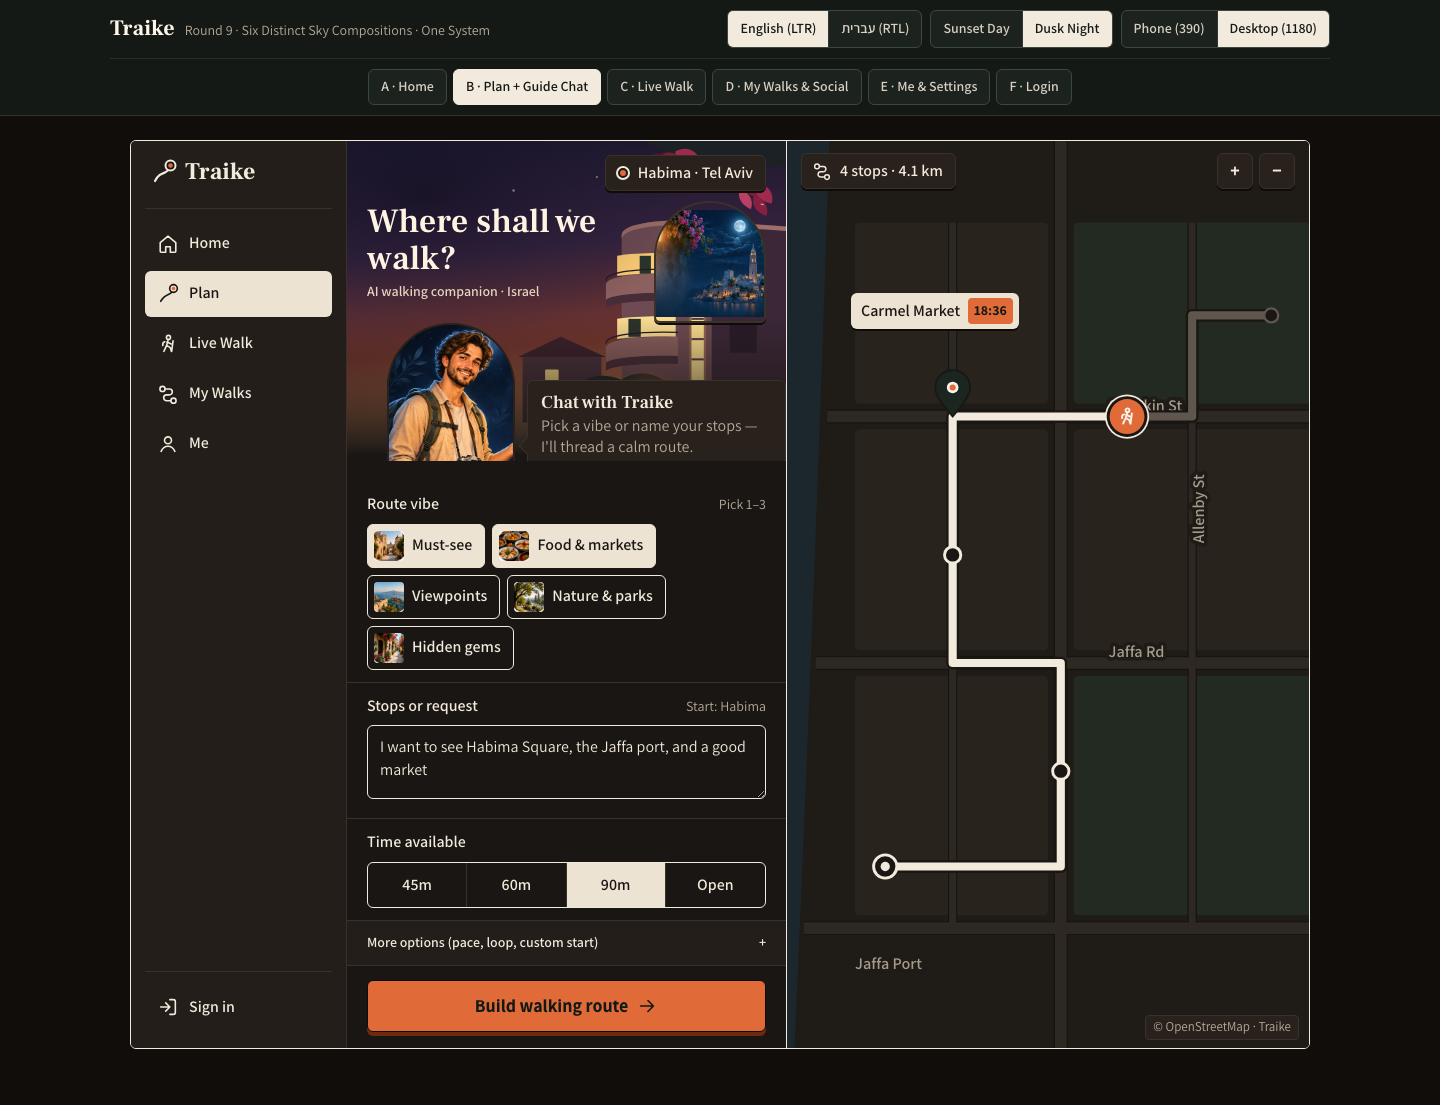 Traike
Round 9 · Six Distinct Sky Compositions · One System
English (LTR)
עברית (RTL)
Sunset Day
Dusk Night
Phone (390)
Desktop (1180)
A · Home
B · Plan + Guide Chat
C · Live Walk
D · My Walks & Social
E · Me & Settings
F · Login
Traike
Home
Plan
Live Walk
My Walks
Me
Sign in
Habima · Tel Aviv
Where shall we
walk?
AI walking companion · Israel
Chat with Traike
Pick a vibe or name your stops —
I'll thread a calm route.
Route vibe
Pick 1–3
Must-see
Food & markets
Viewpoints
Nature & parks
Hidden gems
Stops or request
Start: Habima
I want to see Habima Square, the Jaffa port, and a good
market
Time available
45m
60m
90m
Open
More options (pace, loop, custom start)
+
Build walking route →
4 stops · 4.1 km
+
−
Carmel Market
18:36
St
Allenby St
Jaffa Rd
Jaffa Port
© OpenStreetMap · Traike